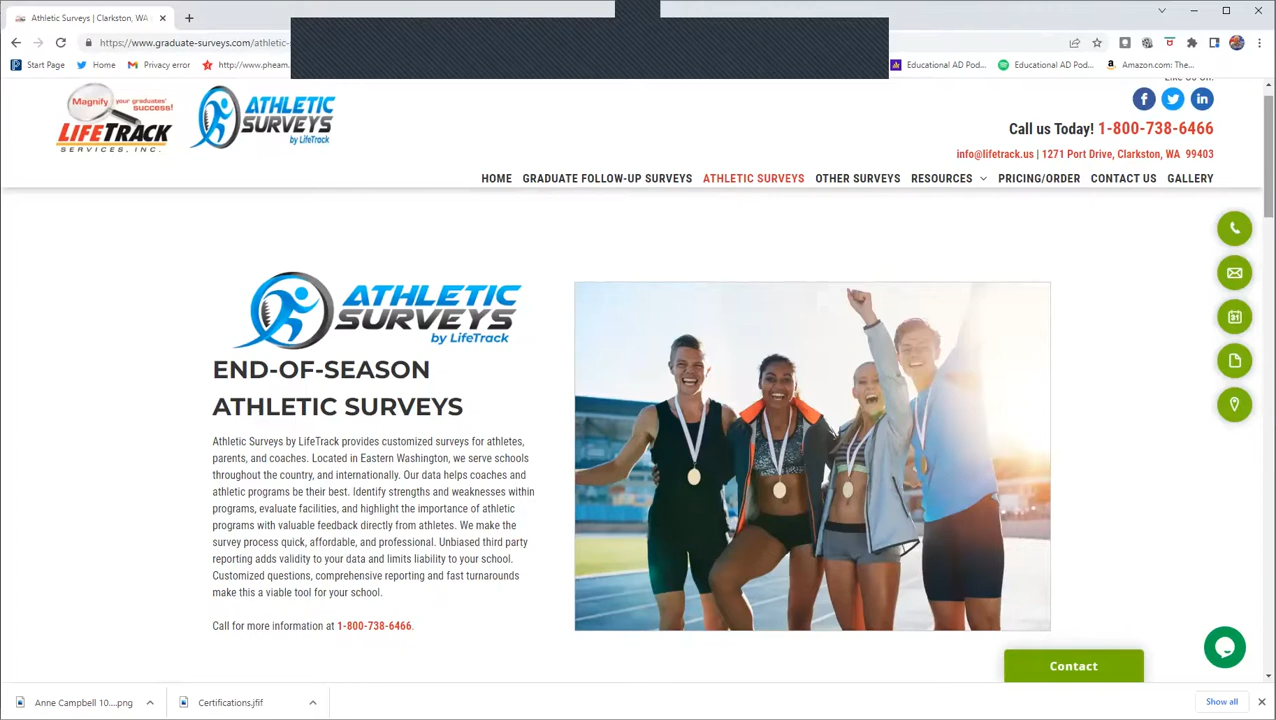 Athletic Surveys | Clarkston, WA
https://www.graduate-surveys.com/athletic-
Start Page
Home
Privacy error
http://www.pheam...
Educational AD Pod...
Educational AD Pod...
Amazon.com: The...
Magnify your graduates' success!
LIFETRACK
SERVICES, INC.
ATHLETIC
SURVEYS
by LifeTrack
Like Us On:
Call us Today! 1-800-738-6466
info@lifetrack.us | 1271 Port Drive, Clarkston, WA 99403
HOME GRADUATE FOLLOW-UP SURVEYS ATHLETIC SURVEYS OTHER SURVEYS RESOURCES PRICING/ORDER CONTACT US GALLERY
ATHLETIC
SURVEYS
by LifeTrack
END-OF-SEASON
ATHLETIC SURVEYS
Athletic Surveys by LifeTrack provides customized surveys for athletes,
parents, and coaches. Located in Eastern Washington, we serve schools
throughout the country, and internationally. Our data helps coaches and
athletic programs be their best. Identify strengths and weaknesses within
programs, evaluate facilities, and highlight the importance of athletic
programs with valuable feedback directly from athletes. We make the
survey process quick, affordable, and professional. Unbiased third party
reporting adds validity to your data and limits liability to your school.
Customized questions, comprehensive reporting and fast turnarounds
make this a viable tool for your school.
Call for more information at 1-800-738-6466.
31
Contact
Anne Campbell 10....png
Certifications.jfif
Show all